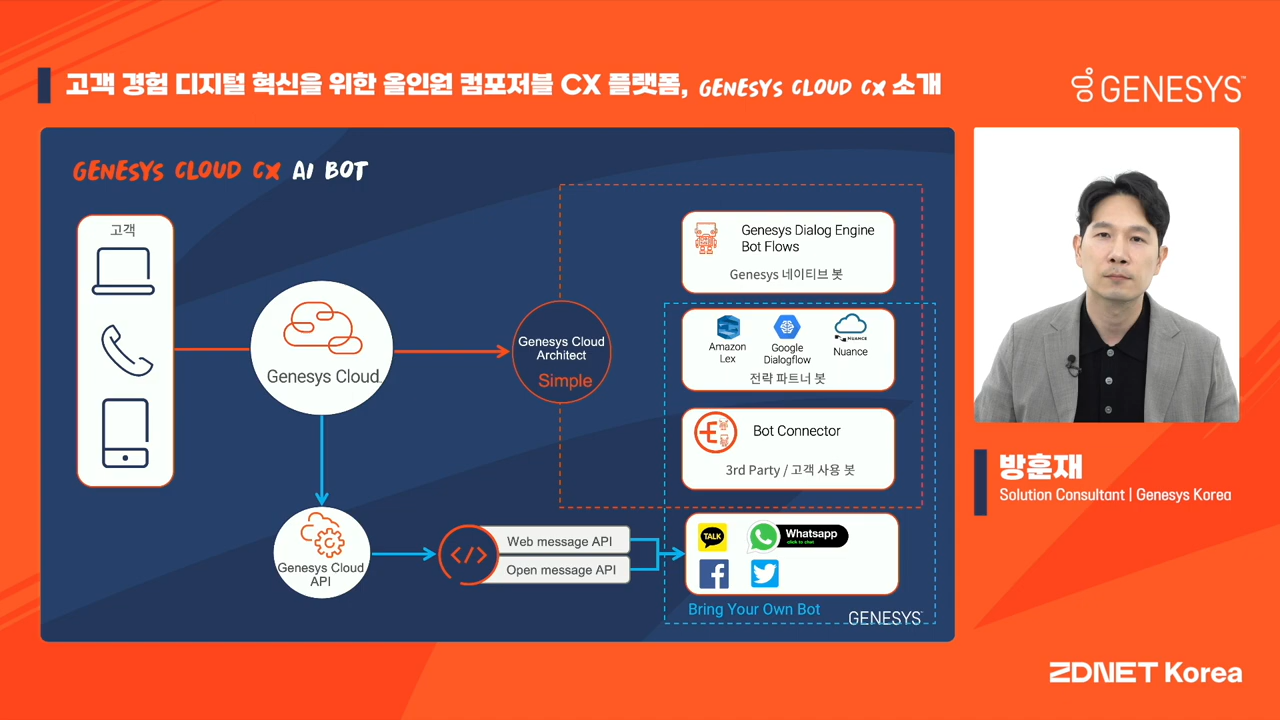 고객 경험 디지털 혁신을 위한 올인원 컴포저블 CX 플랫폼, GENESYS CLOUD CX 소개
GENESYS™
GENESYS CLOUD CX AI BOT
고객
Genesys Cloud
Genesys Cloud
Architect
Simple
Genesys Dialog Engine
Bot Flows
Genesys 네이티브 봇
Amazon
Lex
Google
Dialogflow
NUANCE
Nuance
전략 파트너 봇
Bot Connector
3rd Party / 고객 사용 봇
Genesys Cloud
API
</>
Web message API
Open message API
TALK
Whatsapp
click to chat
Bring Your Own Bot
GENESYS
방훈재
Solution Consultant | Genesys Korea
ZDNET Korea